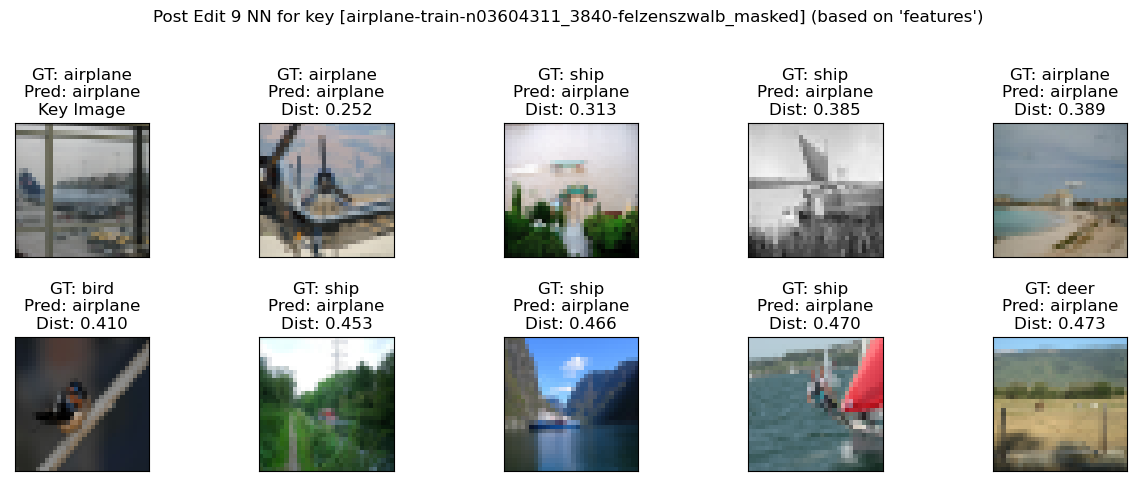 Post Edit 9 NN for key [airplane-train-n03604311_3840-felzenszwalb_masked] (based on 'features')
GT: airplane
Pred: airplane
Key Image
GT: airplane
Pred: airplane
Dist: 0.252
GT: ship
Pred: airplane
Dist: 0.313
GT: ship
Pred: airplane
Dist: 0.385
GT: airplane
Pred: airplane
Dist: 0.389
GT: bird
Pred: airplane
Dist: 0.410
GT: ship
Pred: airplane
Dist: 0.453
GT: ship
Pred: airplane
Dist: 0.466
GT: ship
Pred: airplane
Dist: 0.470
GT: deer
Pred: airplane
Dist: 0.473